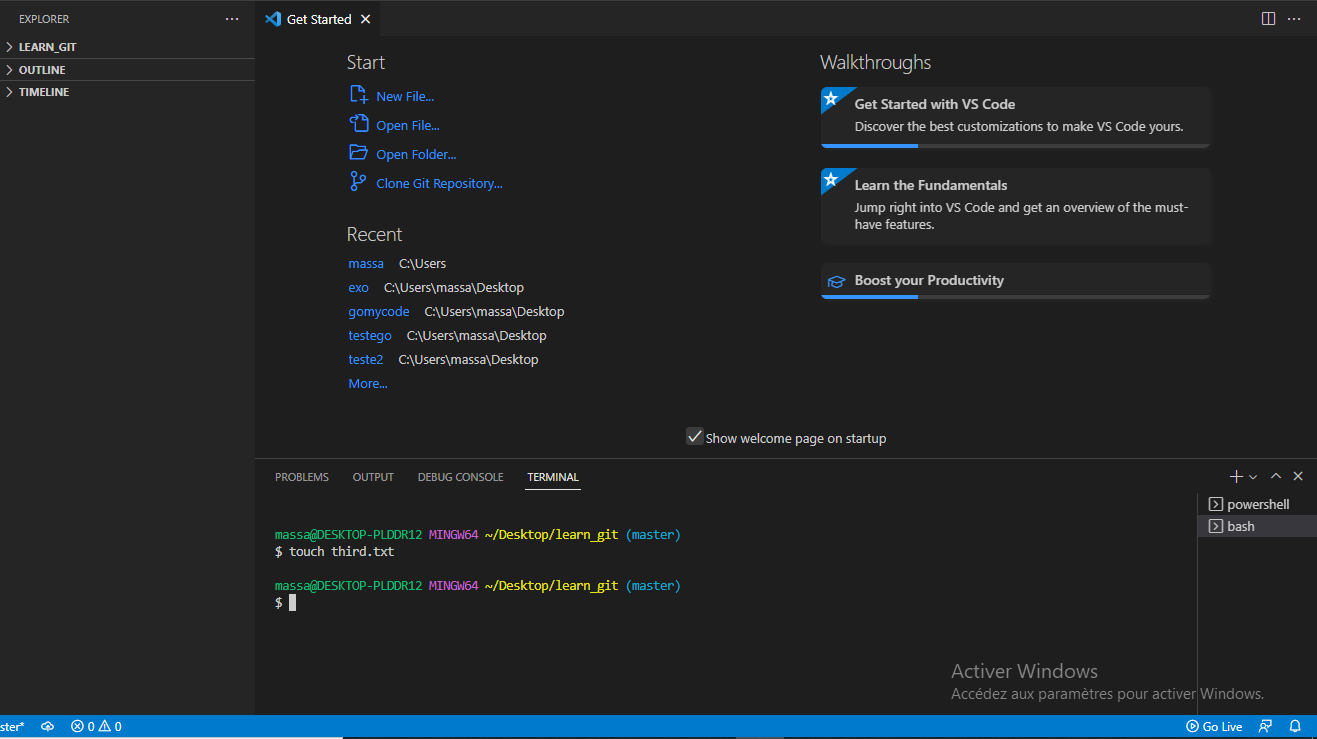 EXPLORER
LEARN_GIT
OUTLINE
TIMELINE
Get Started
Start
New File...
Open File...
Open Folder...
Clone Git Repository...
Recent
massa C:\Users
exo C:\Users\massa\Desktop
gomycode C:\Users\massa\Desktop
testego C:\Users\massa\Desktop
teste2 C:\Users\massa\Desktop
More...
Walkthroughs
Get Started with VS Code
Discover the best customizations to make VS Code yours.
Learn the Fundamentals
Jump right into VS Code and get an overview of the must-
have features.
Boost your Productivity
Show welcome page on startup
PROBLEMS OUTPUT DEBUG CONSOLE TERMINAL
massa@DESKTOP-PLDDR12 MINGW64 ~/Desktop/learn_git (master)
$ touch third.txt
massa@DESKTOP-PLDDR12 MINGW64 ~/Desktop/learn_git (master)
$
powershell
bash
Activer Windows
Accédez aux paramètres pour activer Windows.
ster* 0 0 Go Live